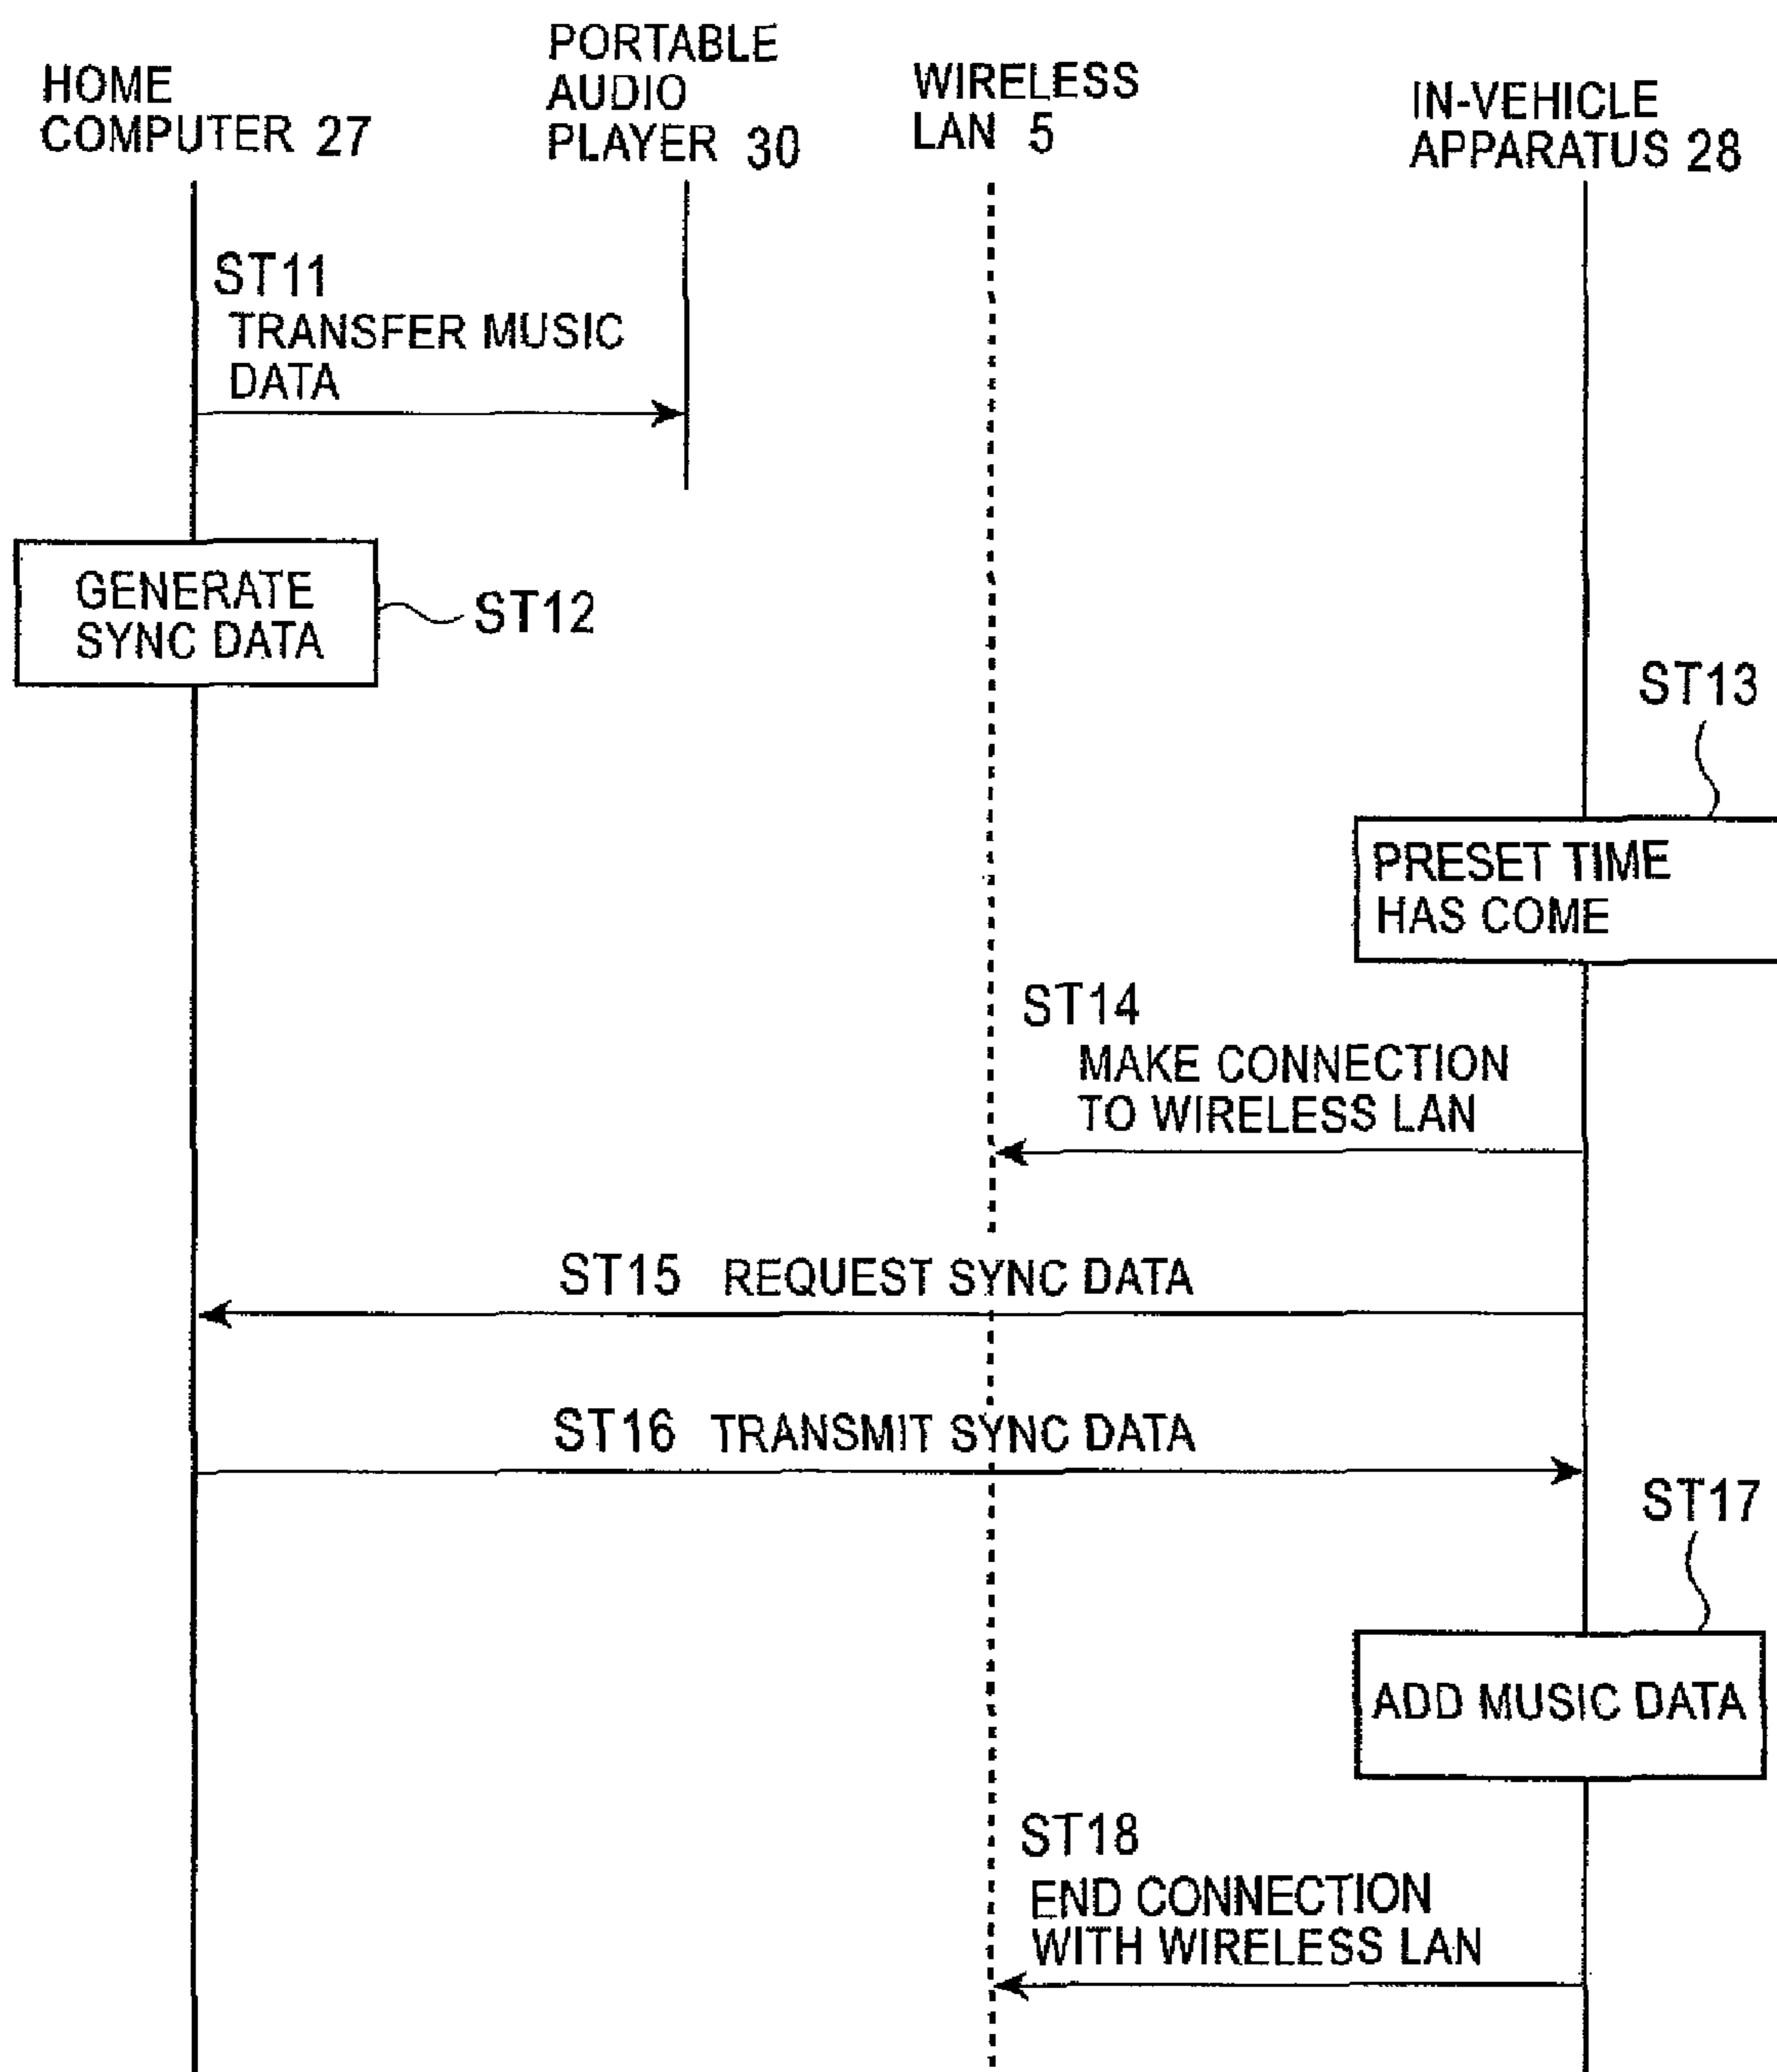 HOME
COMPUTER 27
PORTABLE
AUDIO
PLAYER 30
WIRELESS
LAN 5
IN-VEHICLE
APPARATUS 28
ST11
TRANSFER MUSIC
DATA
GENERATE
SYNC DATA
ST12
ST13
PRESET TIME
HAS COME
ST14
MAKE CONNECTION
TO WIRELESS LAN
ST15 REQUEST SYNC DATA
ST16 TRANSMIT SYNC DATA
ST17
ADD MUSIC DATA
ST18
END CONNECTION
WITH WIRELESS LAN